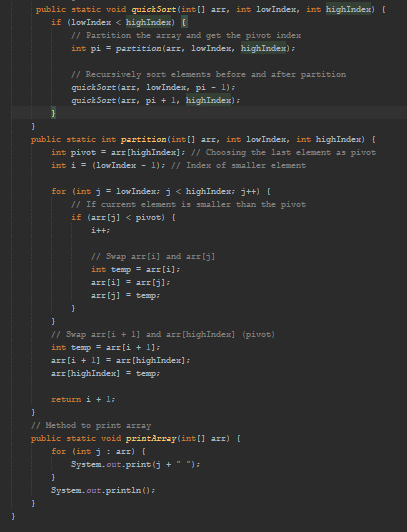 public static void quickSort(int[] arr, int lowIndex, int highIndex) {
if (lowIndex < highIndex) {
// Partition the array and get the pivot index
int pi = partition(arr, lowIndex, highIndex);
// Recursively sort elements before and after partition
quickSort(arr, lowIndex, pi - 1);
quickSort(arr, pi + 1, highIndex);
}
}
public static int partition(int[] arr, int lowIndex, int highIndex) {
int pivot = arr[highIndex]; // Choosing the last element as pivot
int i = (lowIndex - 1); // Index of smaller element
for (int j = lowIndex; j < highIndex; j++) {
// If current element is smaller than the pivot
if (arr[j] < pivot) {
i++;
// Swap arr[i] and arr[j]
int temp = arr[i];
arr[i] = arr[j];
arr[j] = temp;
}
}
// Swap arr[i + 1] and arr[highIndex] (pivot)
int temp = arr[i + 1];
arr[i + 1] = arr[highIndex];
arr[highIndex] = temp;
return i + 1;
}
// Method to print array
public static void printArray(int[] arr) {
for (int j : arr) {
System.out.print(j + " ");
}
System.out.println();
}
}